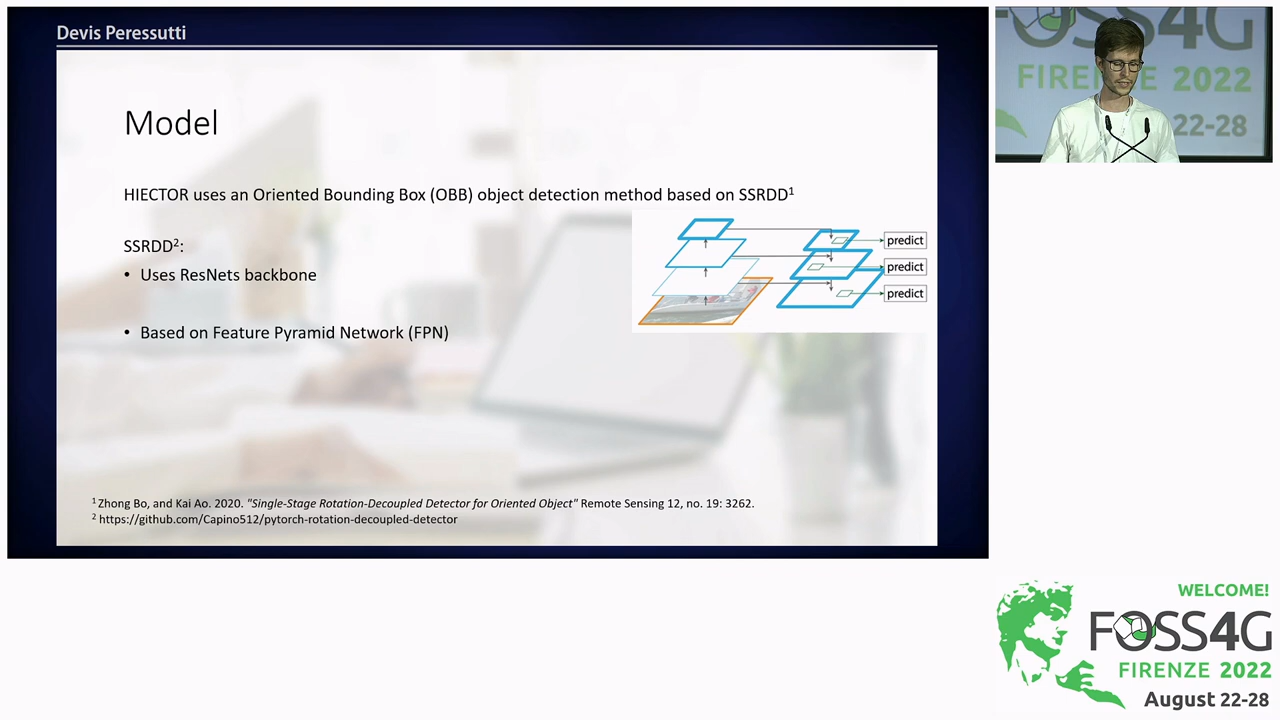 Devis Peressutti
Model
HIECTOR uses an Oriented Bounding Box (OBB) object detection method based on SSRDD¹
SSRDD²:
• Uses ResNets backbone
• Based on Feature Pyramid Network (FPN)
predict
predict
predict
¹ Zhong Bo, and Kai Ao. 2020. "Single-Stage Rotation-Decoupled Detector for Oriented Object" Remote Sensing 12, no. 19: 3262.
² https://github.com/Capino512/pytorch-rotation-decoupled-detector
FOSS4G
FIRENZE 2022
22-28
WELCOME!
FOSS4G
FIRENZE 2022
August 22-28